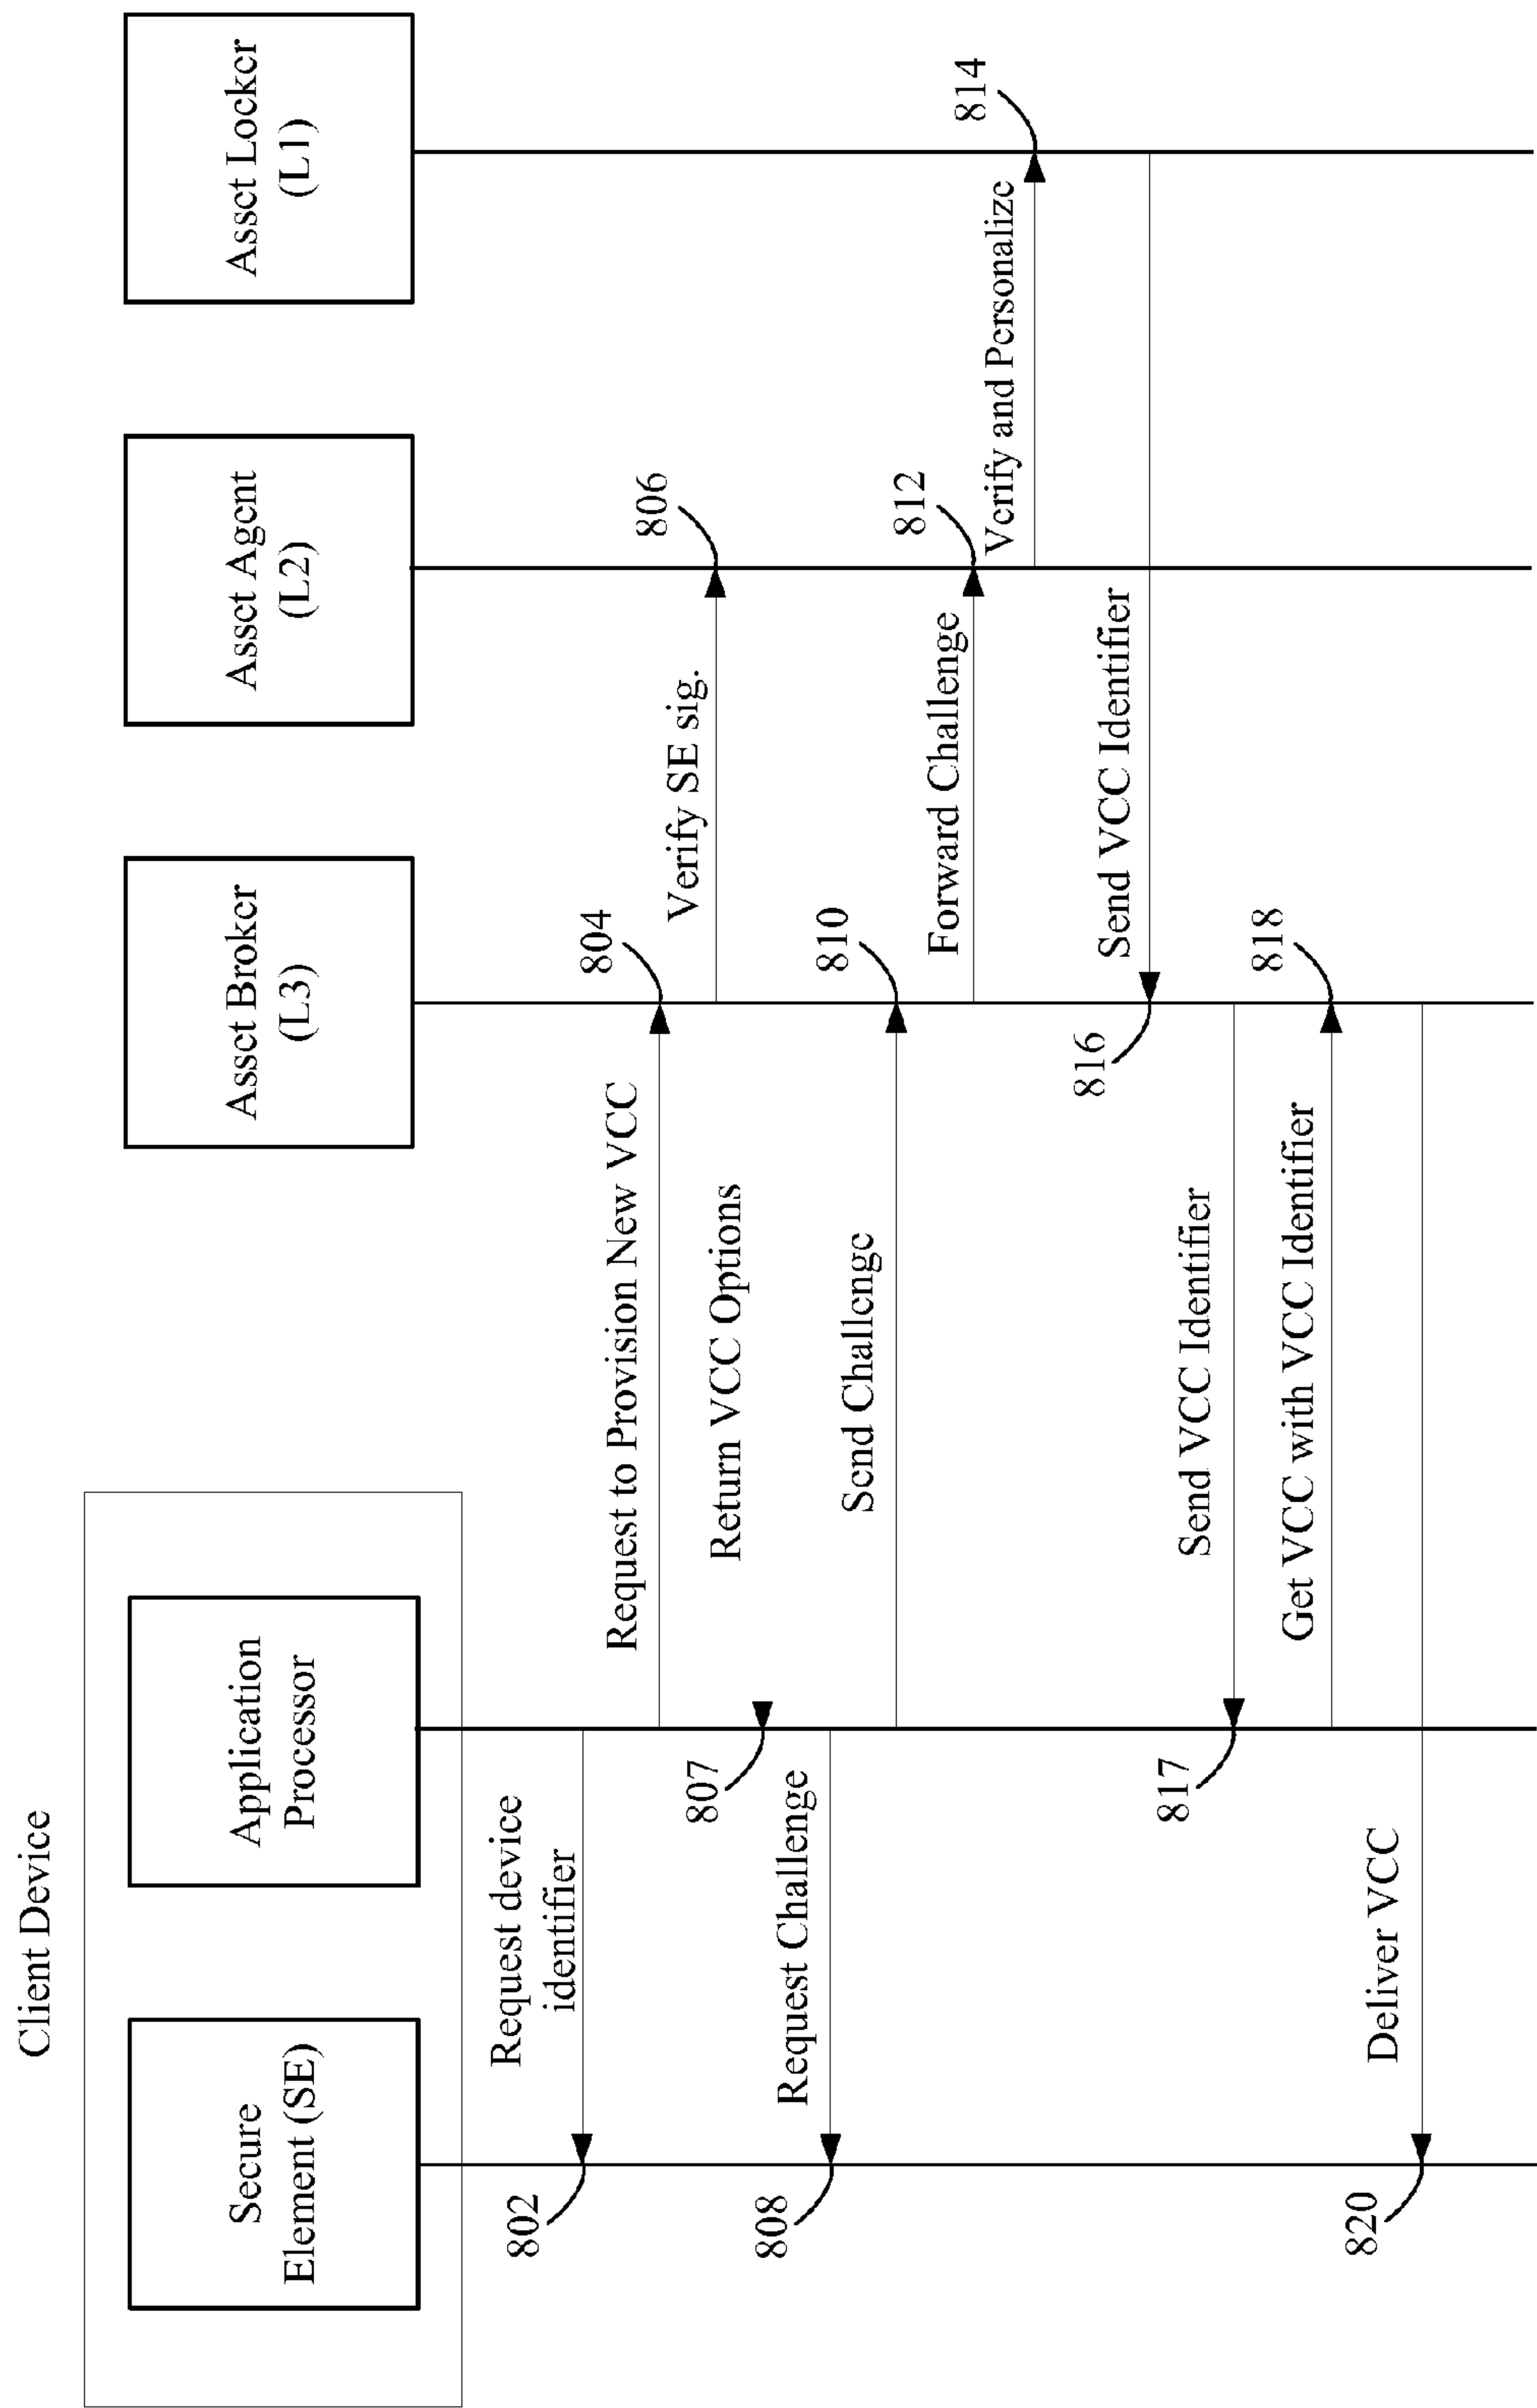 Client Device
Secure
Element (SE)
Application
Processor
Asset Broker
(L3)
Asset Agent
(L2)
Asset Locker
(L1)
Request device
identifier
802
Request to Provision New VCC
804
Verify SE sig.
806
Return VCC Options
807
Request Challenge
808
Send Challenge
810
Forward Challenge
812
Verify and Personalize
814
Send VCC Identifier
816
Send VCC Identifier
817
Get VCC with VCC Identifier
818
Deliver VCC
820